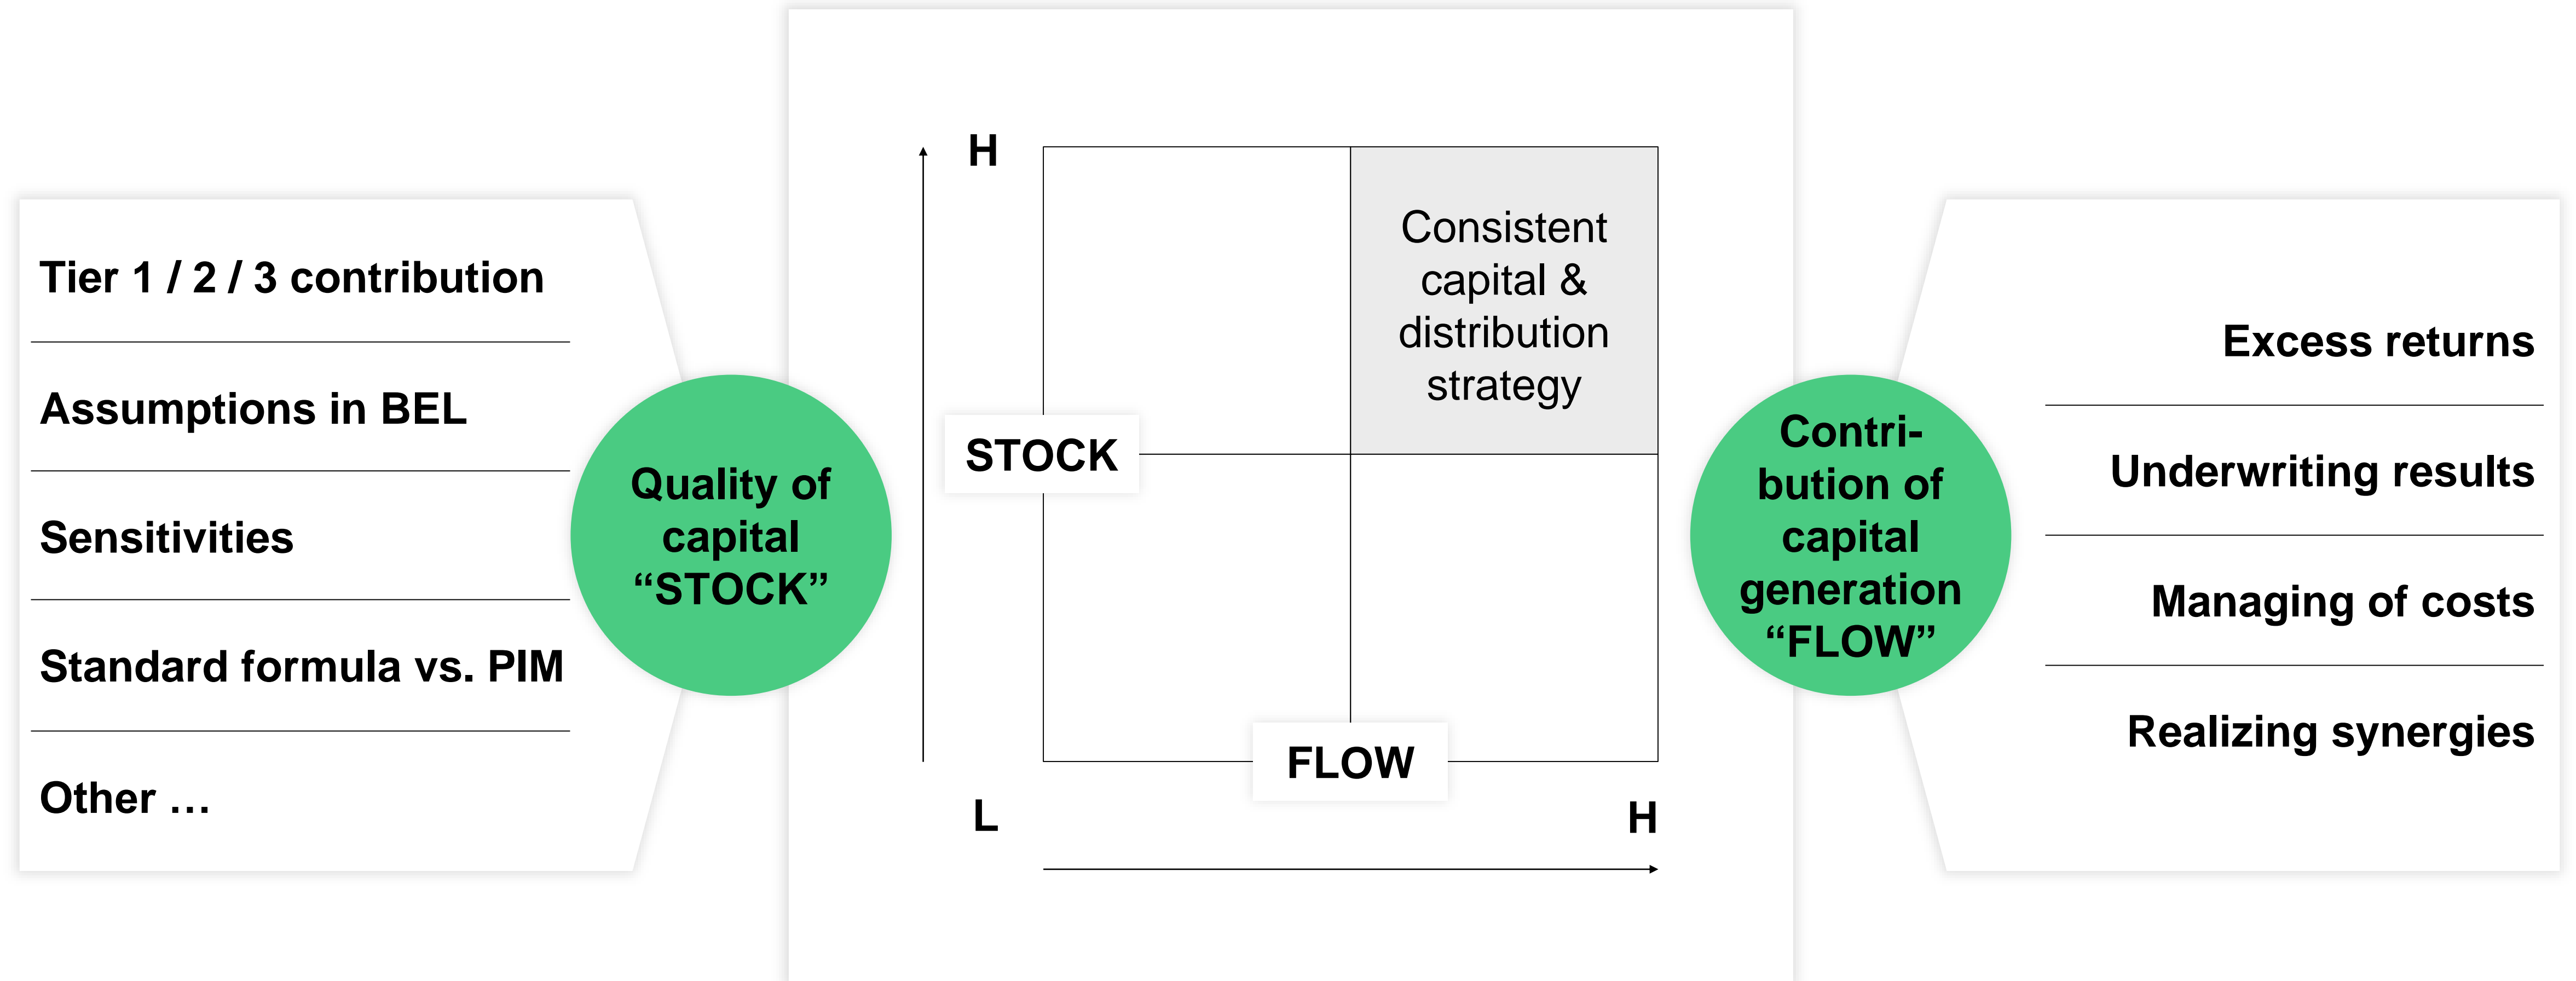 Tier 1 / 2 / 3 contribution
Assumptions in BEL
Sensitivities
Standard formula vs. PIM
Other …
Quality of
capital
“STOCK”
H
STOCK
L
Consistent
capital &
distribution
strategy
FLOW
H
Contri-
bution of
capital
generation
“FLOW”
Excess returns
Underwriting results
Managing of costs
Realizing synergies